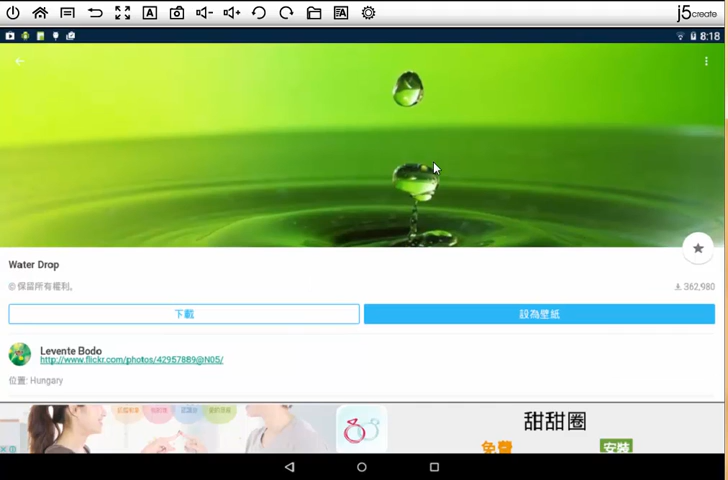 j5create
8:18
Water Drop
©保留所有權利。
362,980
下載
設為壁紙
Levente Bodo
http://www.flickr.com/photos/42957889@N05/
位置: Hungary
甜甜圈
免費
安裝